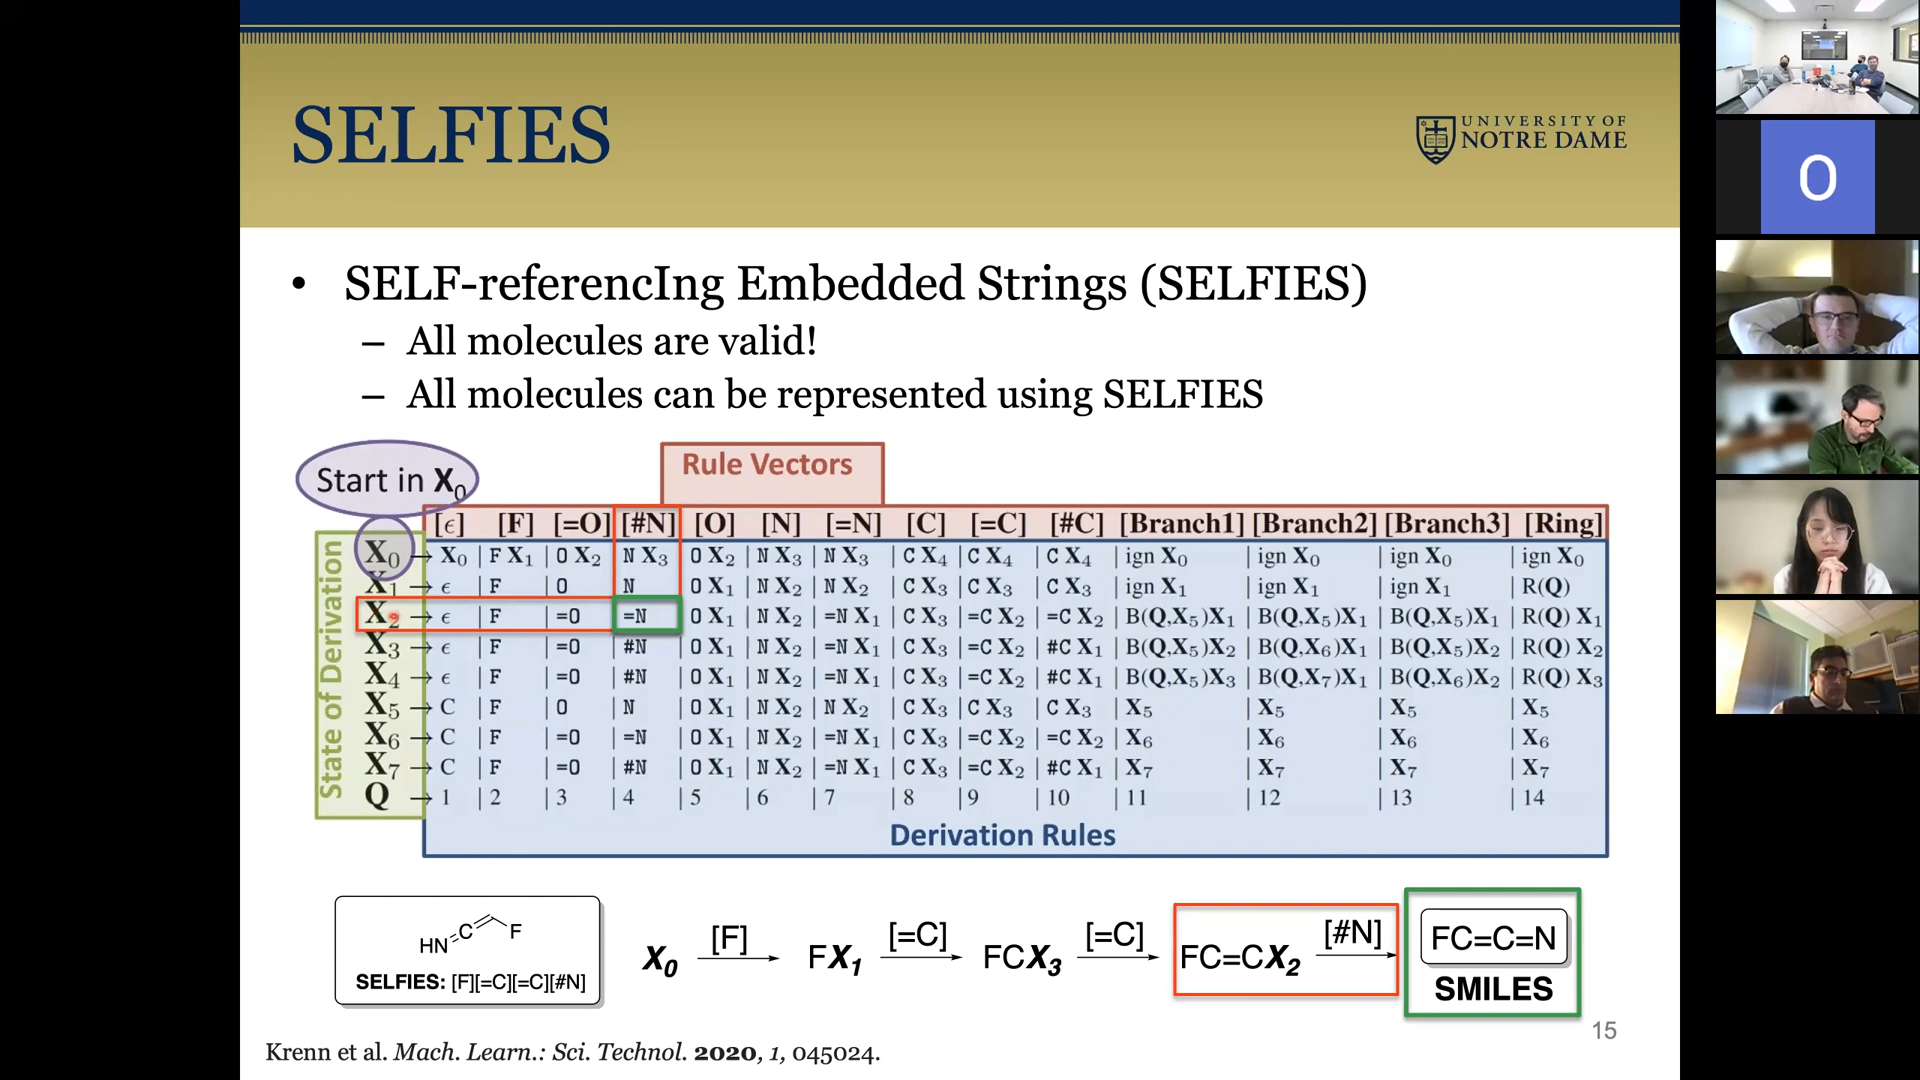 SELFIES
UNIVERSITY OF
NOTRE DAME
O
• SELF-referencIng Embedded Strings (SELFIES)
– All molecules are valid!
– All molecules can be represented using SELFIES
Start in X₀
Rule Vectors
[ϵ] [F] [=O] [#N] [O] [N] [=N] [C] [=C] [#C] [Branch1] [Branch2] [Branch3] [Ring]
State of Derivation
X₀ → X₀ | F X₁ | O X₂ N X₃ O X₂ | N X₃ | N X₃ | C X₄ | C X₄ | C X₄ | ign X₀ | ign X₀ | ign X₀ | ign X₀
X₁ → ϵ | F | O N O X₁ | N X₂ | N X₂ | C X₃ | C X₃ | C X₃ | ign X₁ | ign X₁ | ign X₁ | R(Q)
X₂ → ϵ | F | =O =N O X₁ | N X₂ | =N X₁ | C X₃ | =C X₂ | =C X₂ | B(Q,X₅)X₁ | B(Q,X₅)X₁ | B(Q,X₅)X₁ | R(Q) X₁
X₃ → ϵ | F | =O | #N | O X₁ | N X₂ | =N X₁ | C X₃ | =C X₂ | #C X₁ | B(Q,X₅)X₂ | B(Q,X₆)X₁ | B(Q,X₅)X₂ | R(Q) X₂
X₄ → ϵ | F | =O | #N | O X₁ | N X₂ | =N X₁ | C X₃ | =C X₂ | #C X₁ | B(Q,X₅)X₃ | B(Q,X₇)X₁ | B(Q,X₆)X₂ | R(Q) X₃
X₅ → C | F | O | N | O X₁ | N X₂ | N X₂ | C X₃ | C X₃ | C X₃ | X₅ | X₅ | X₅ | X₅
X₆ → C | F | =O | =N | O X₁ | N X₂ | =N X₁ | C X₃ | =C X₂ | =C X₂ | X₆ | X₆ | X₆ | X₆
X₇ → C | F | =O | #N | O X₁ | N X₂ | =N X₁ | C X₃ | =C X₂ | #C X₁ | X₇ | X₇ | X₇ | X₇
Q → 1 | 2 | 3 | 4 | 5 | 6 | 7 | 8 | 9 | 10 | 11 | 12 | 13 | 14
Derivation Rules
HN C F
SELFIES: [F][=C][=C][#N]
X₀ [F] FX₁ [=C] FCX₃ [=C] FC=CX₂ [#N] FC=C=N
SMILES
15
Krenn et al. Mach. Learn.: Sci. Technol. 2020, 1, 045024.